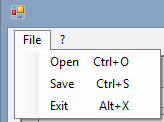 File ?
Open Ctrl+O
Save Ctrl+S
Exit Alt+X